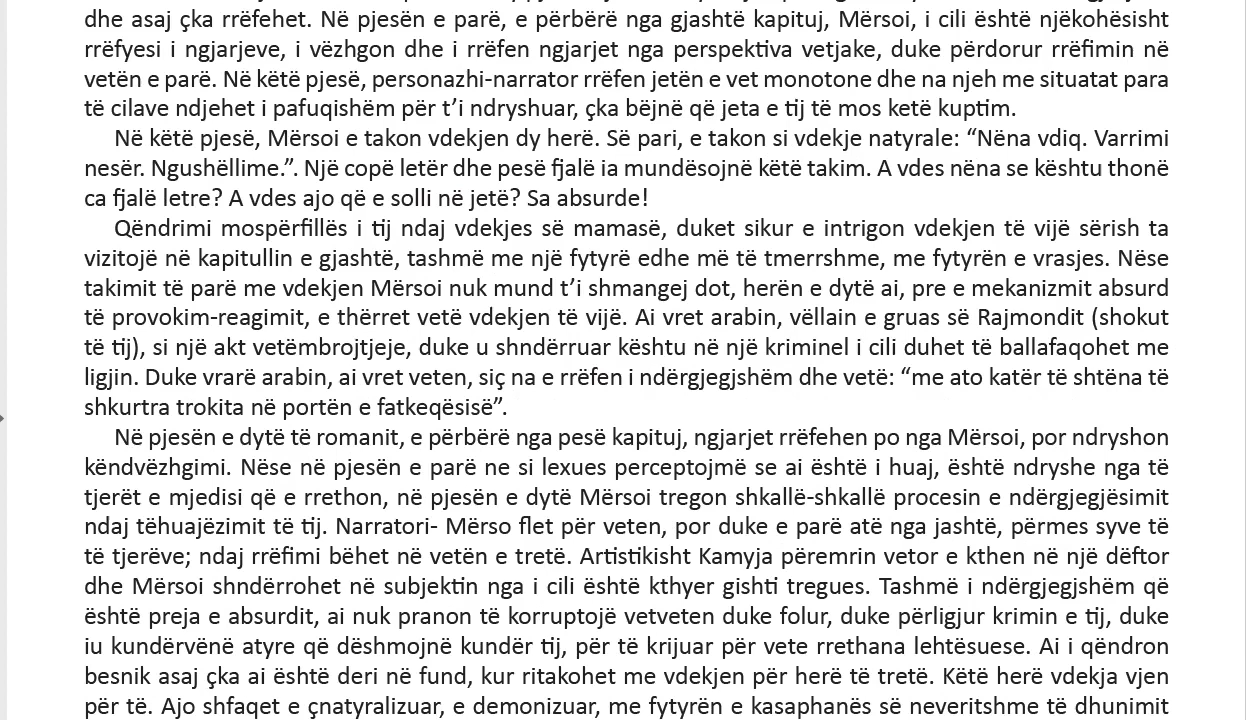 dhe asaj çka rrëfehet. Në pjesën e parë, e përbërë nga gjashtë kapituj, Mërsoi, i cili është njëkohësisht
rrëfyesi i ngjarjeve, i vëzhgon dhe i rrëfen ngjarjet nga perspektiva vetjake, duke përdorur rrëfimin në
vetën e parë. Në këtë pjesë, personazhi-narrator rrëfen jetën e vet monotone dhe na njeh me situatat para
të cilave ndjehet i pafuqishëm për t’i ndryshuar, çka bëjnë që jeta e tij të mos ketë kuptim.
Në këtë pjesë, Mërsoi e takon vdekjen dy herë. Së pari, e takon si vdekje natyrale: “Nëna vdiq. Varrimi
nesër. Ngushëllime.”. Një copë letër dhe pesë fjalë ia mundësojnë këtë takim. A vdes nëna se kështu thonë
ca fjalë letre? A vdes ajo që e solli në jetë? Sa absurde!
Qëndrimi mospërfillës i tij ndaj vdekjes së mamasë, duket sikur e intrigon vdekjen të vijë sërish ta
vizitojë në kapitullin e gjashtë, tashmë me një fytyrë edhe më të tmerrshme, me fytyrën e vrasjes. Nëse
takimit të parë me vdekjen Mërsoi nuk mund t’i shmangej dot, herën e dytë ai, pre e mekanizmit absurd
të provokim-reagimit, e thërret vetë vdekjen të vijë. Ai vret arabin, vëllain e gruas së Rajmondit (shokut
të tij), si një akt vetëmbrojtjeje, duke u shndërruar kështu në një kriminel i cili duhet të ballafaqohet me
ligjin. Duke vrarë arabin, ai vret veten, siç na e rrëfen i ndërgjegjshëm dhe vetë: “me ato katër të shtëna të
shkurtra trokita në portën e fatkeqësisë”.
Në pjesën e dytë të romanit, e përbërë nga pesë kapituj, ngjarjet rrëfehen po nga Mërsoi, por ndryshon
këndvëzhgimi. Nëse në pjesën e parë ne si lexues perceptojmë se ai është i huaj, është ndryshe nga të
tjerët e mjedisi që e rrethon, në pjesën e dytë Mërsoi tregon shkallë-shkallë procesin e ndërgjegjësimit
ndaj tëhuajëzimit të tij. Narratori- Mërso flet për veten, por duke e parë atë nga jashtë, përmes syve të
të tjerëve; ndaj rrëfimi bëhet në vetën e tretë. Artistikisht Kamyja përemrin vetor e kthen në një dëftor
dhe Mërsoi shndërrohet në subjektin nga i cili është kthyer gishti tregues. Tashmë i ndërgjegjshëm që
është preja e absurdit, ai nuk pranon të korruptojë vetveten duke folur, duke përligjur krimin e tij, duke
iu kundërvënë atyre që dëshmojnë kundër tij, për të krijuar për vete rrethana lehtësuese. Ai i qëndron
besnik asaj çka ai është deri në fund, kur ritakohet me vdekjen për herë të tretë. Këtë herë vdekja vjen
për të. Ajo shfaqet e çnatyralizuar, e demonizuar, me fytyrën e kasaphanës së neveritshme të dhunimit